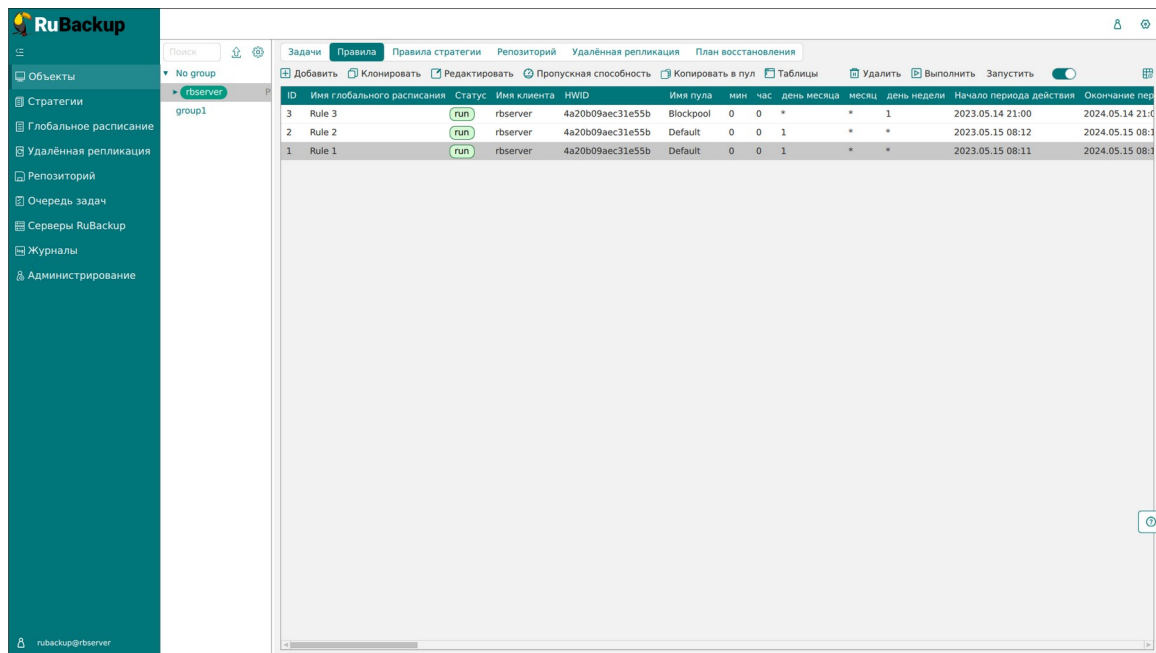 RuBackup
Объекты
Стратегии
Глобальное расписание
Удалённая репликация
Репозиторий
Очередь задач
Серверы RuBackup
Журналы
Администрирование
rubackup@rbserver
Поиск
No group
rbserver
group1
Задачи Правила Правила стратегии Репозиторий Удалённая репликация План восстановления
Добавить Клонировать Редактировать Пропускная способность Копировать в пул Таблицы Удалить Выполнить Запустить
ID Имя глобального расписания Статус Имя клиента HWID Имя пула мин час день месяца месяц день недели Начало периода действия Окончание пер
3 Rule 3 run rbserver 4a20b09aec31e55b Blockpool 0 0 * * 1 2023.05.14 21:00 2024.05.14 21:0
2 Rule 2 run rbserver 4a20b09aec31e55b Default 0 0 1 * * 2023.05.15 08:12 2024.05.15 08:1
1 Rule 1 run rbserver 4a20b09aec31e55b Default 0 0 1 * * 2023.05.15 08:11 2024.05.15 08:1